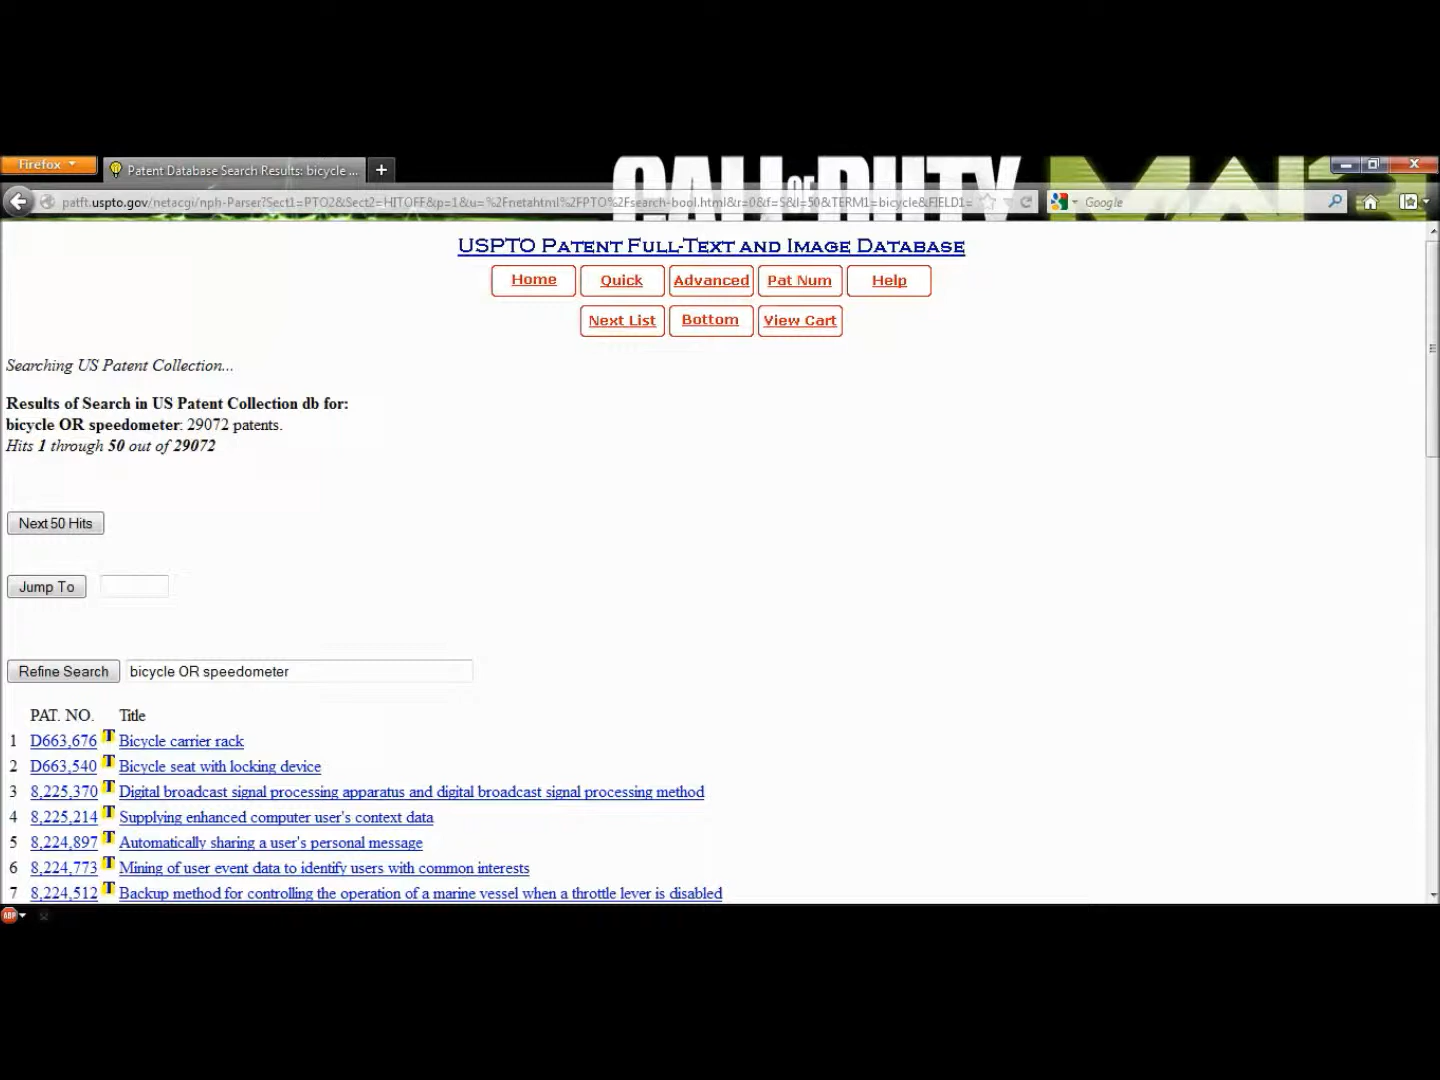 CALL OF DUTY MW3
Firefox
Patent Database Search Results: bicycle ...
patft.uspto.gov/netacgi/nph-Parser?Sect1=PTO2&Sect2=HITOFF&p=1&u=%2Fnetahtml%2FPTO%2Fsearch-bool.html&r=0&f=S&l=50&TERM1=bicycle&FIELD1=
Google
USPTO PATENT FULL-TEXT AND IMAGE DATABASE
Home Quick Advanced Pat Num Help
Next List Bottom View Cart
Searching US Patent Collection...
Results of Search in US Patent Collection db for:
bicycle OR speedometer: 29072 patents.
Hits 1 through 50 out of 29072
Next 50 Hits
Jump To
Refine Search bicycle OR speedometer
PAT. NO. Title
1 D663,676 T Bicycle carrier rack
2 D663,540 T Bicycle seat with locking device
3 8,225,370 T Digital broadcast signal processing apparatus and digital broadcast signal processing method
4 8,225,214 T Supplying enhanced computer user's context data
5 8,224,897 T Automatically sharing a user's personal message
6 8,224,773 T Mining of user event data to identify users with common interests
7 8,224,512 T Backup method for controlling the operation of a marine vessel when a throttle lever is disabled
ABP